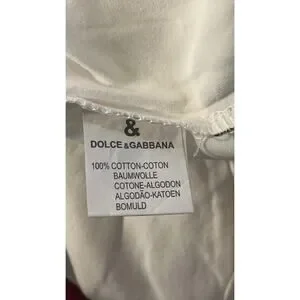 &
DOLCE & GABBANA
100% COTTON-COTON
BAUMWOLLE
COTONE-ALGODON
ALGODÃO-KATOEN
BOMULD